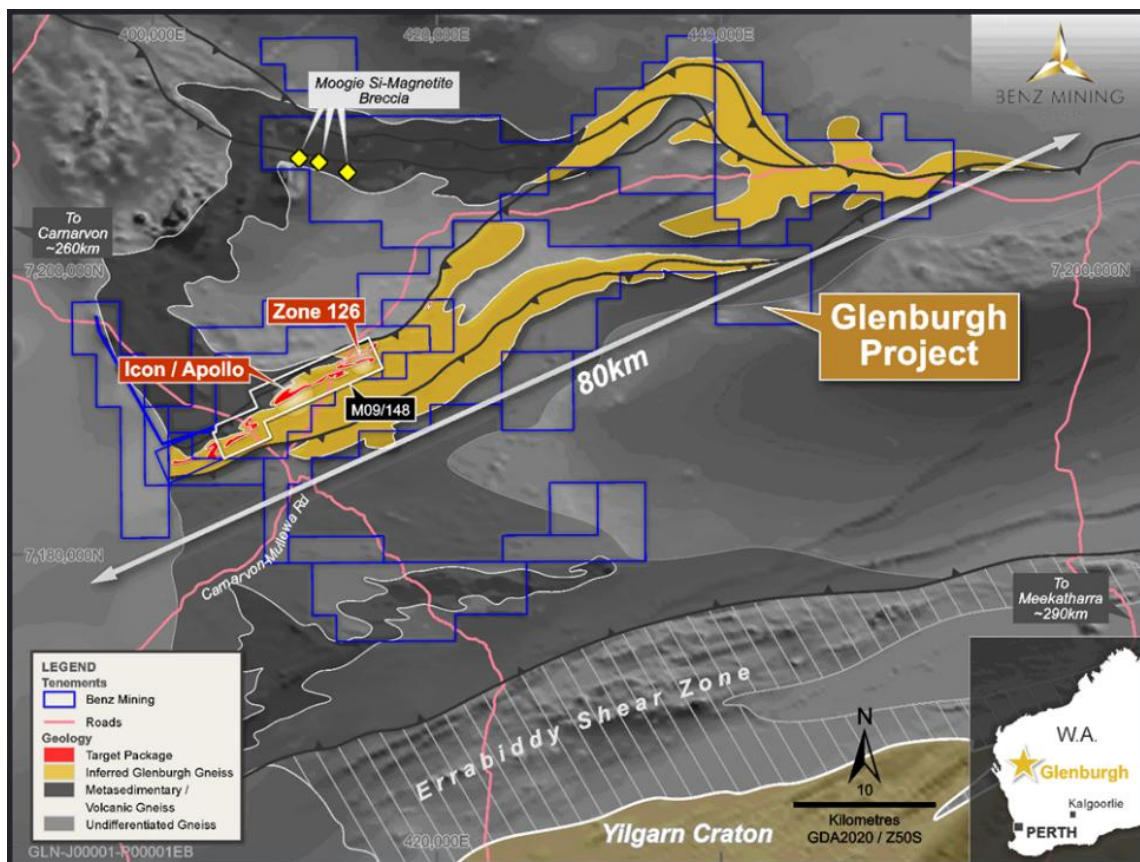 400,000E
420,000E
440,000E
Moogie Si-Magnetite
Breccia
BENZ MINING
To
Carnarvon
~260km
7,200,000N
7,200,000N
Zone 126
Icon / Apollo
M09/148
Glenburgh
Project
80km
Carnarvon-Mullewa Rd
7,180,000N
To
Meekatharra
~290km
Errabiddy Shear Zone
LEGEND
Tenements
Benz Mining
Roads
Geology
Target Package
Inferred Glenburgh Gneiss
Metasedimentary /
Volcanic Gneiss
Undifferentiated Gneiss
GLN-J00001-P00001EB
420,000E
Yilgarn Craton
N
10
Kilometres
GDA2020 / Z50S
W.A.
Glenburgh
Kalgoorlie
PERTH